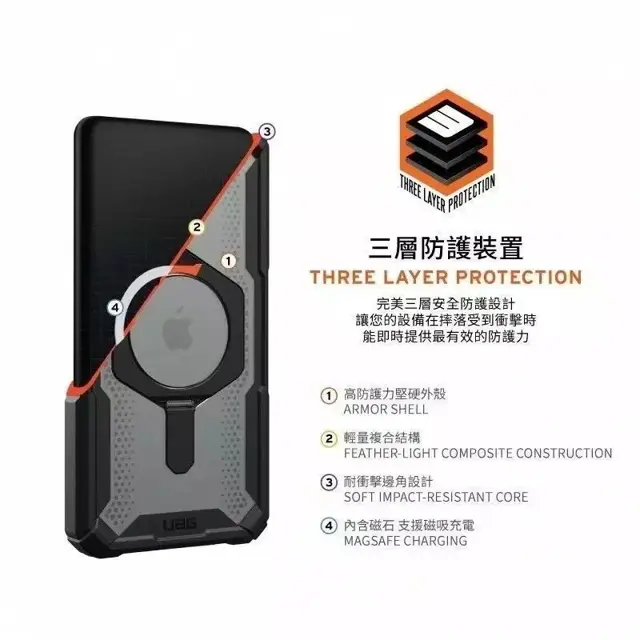 3
2
1
4
UAG
THREE LAYER PROTECTION
三層防護裝置
THREE LAYER PROTECTION
完美三層安全防護設計
讓您的設備在摔落受到衝擊時
能即時提供最有效的防護力
1 高防護力堅硬外殼
ARMOR SHELL
2 輕量複合結構
FEATHER-LIGHT COMPOSITE CONSTRUCTION
3 耐衝擊邊角設計
SOFT IMPACT-RESISTANT CORE
4 內含磁石 支援磁吸充電
MAGSAFE CHARGING